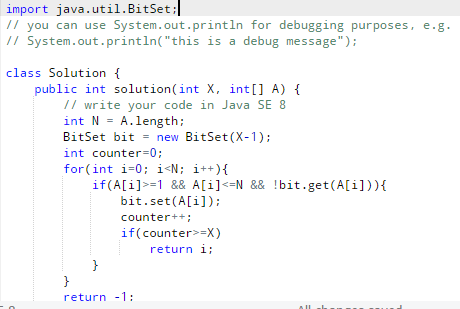 import java.util.BitSet;
// you can use System.out.println for debugging purposes, e.g.
// System.out.println("this is a debug message");
class Solution {
public int solution(int X, int[] A) {
// write your code in Java SE 8
int N = A.length;
BitSet bit = new BitSet(X-1);
int counter=0;
for(int i=0; i<N; i++){
if(A[i]>=1 && A[i]<=N && !bit.get(A[i])){
bit.set(A[i]);
counter++;
if(counter>=X)
return i;
}
}
return -1;
All changes saved